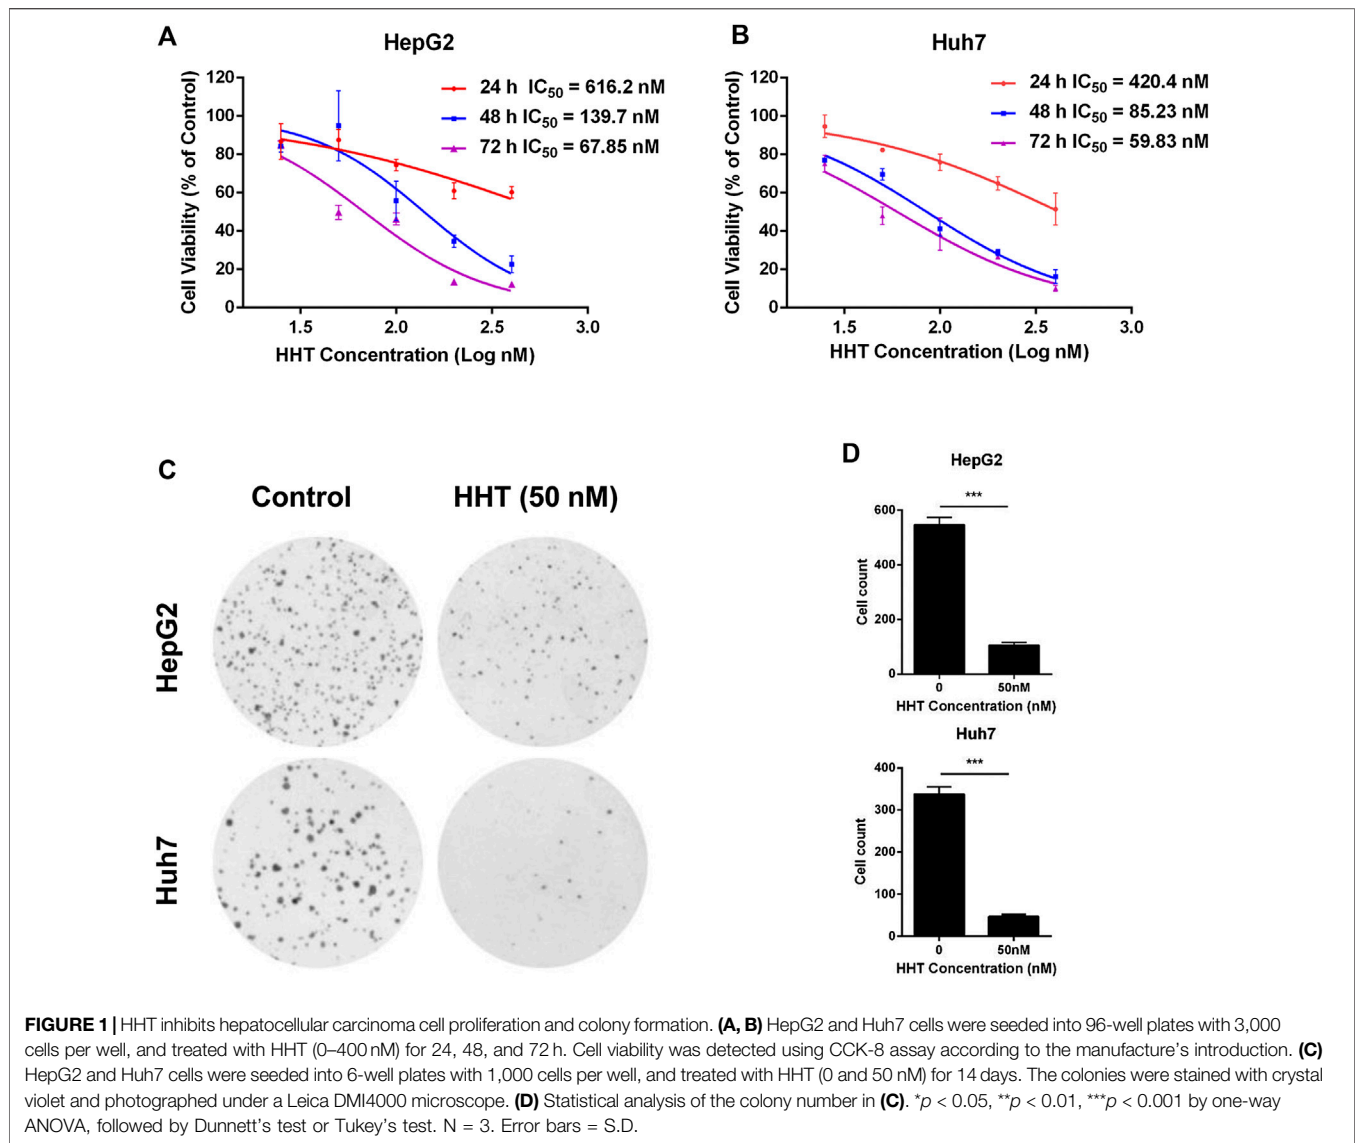 A
HepG2
Cell Viability (% of Control)
120
100
80
60
40
20
0
1.5 2.0 2.5 3.0
HHT Concentration (Log nM)
24 h IC50 = 616.2 nM
48 h IC50 = 139.7 nM
72 h IC50 = 67.85 nM
B
Huh7
Cell Viability (% of Control)
120
100
80
60
40
20
0
1.5 2.0 2.5 3.0
HHT Concentration (Log nM)
24 h IC50 = 420.4 nM
48 h IC50 = 85.23 nM
72 h IC50 = 59.83 nM
C
Control HHT (50 nM)
HepG2
Huh7
D
HepG2
***
Cell count
600
400
200
0
0 50nM
HHT Concentration (nM)
Huh7
***
Cell count
400
300
200
100
0
0 50nM
HHT Concentration (nM)
FIGURE 1 | HHT inhibits hepatocellular carcinoma cell proliferation and colony formation. (A, B) HepG2 and Huh7 cells were seeded into 96-well plates with 3,000
cells per well, and treated with HHT (0–400 nM) for 24, 48, and 72 h. Cell viability was detected using CCK-8 assay according to the manufacture's introduction. (C)
HepG2 and Huh7 cells were seeded into 6-well plates with 1,000 cells per well, and treated with HHT (0 and 50 nM) for 14 days. The colonies were stained with crystal
violet and photographed under a Leica DMI4000 microscope. (D) Statistical analysis of the colony number in (C). *p < 0.05, **p < 0.01, ***p < 0.001 by one-way
ANOVA, followed by Dunnett's test or Tukey's test. N = 3. Error bars = S.D.